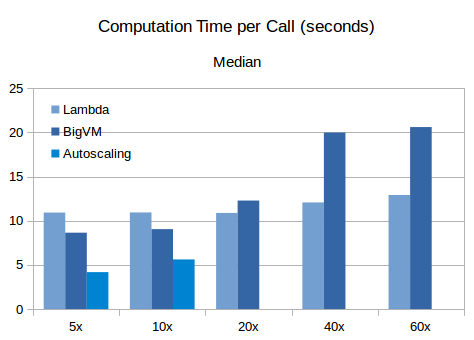 Computation Time per Call (seconds)
Median
25
20
15
10
5
0
Lambda
BigVM
Autoscaling
5x 10x 20x 40x 60x